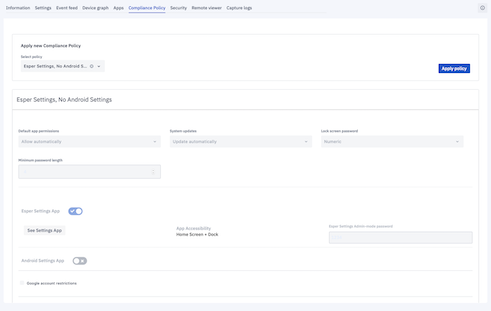 Information Settings Event feed Device graph Apps Compliance Policy Security Remote viewer Capture logs
Apply new Compliance Policy
Select policy
Esper Settings, No Android S...
Apply policy
Esper Settings, No Android Settings
Default app permissions System updates Lock screen password
Allow automatically Update automatically Numeric
Minimum password length
Esper Settings App
See Settings App
App Accessibility
Home Screen + Dock
Esper Settings Admin mode password
Android Settings App
Google account restrictions